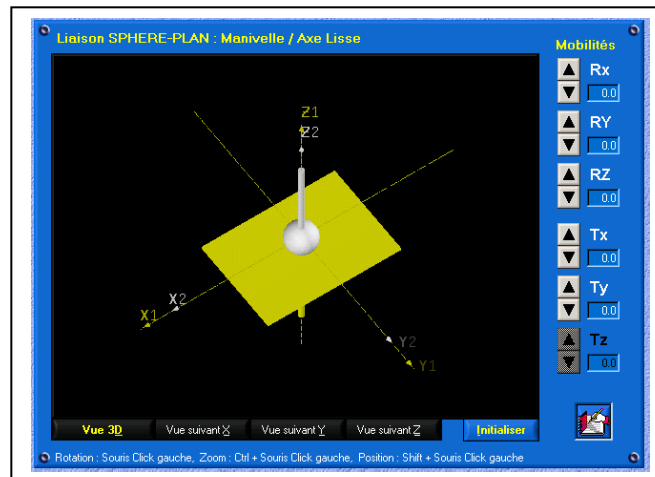 Liaison SPHERE-PLAN : Manivelle / Axe Lisse
Mobilités
Rx
0.0
RY
0.0
RZ
0.0
Tx
0.0
Ty
0.0
Tz
0.0
Z1
Z2
X2
X1
Y2
Y1
Vue 3D Vue suivant X Vue suivant Y Vue suivant Z Initialiser
Rotation : Souris Click gauche, Zoom : Ctrl + Souris Click gauche, Position : Shift + Souris Click gauche